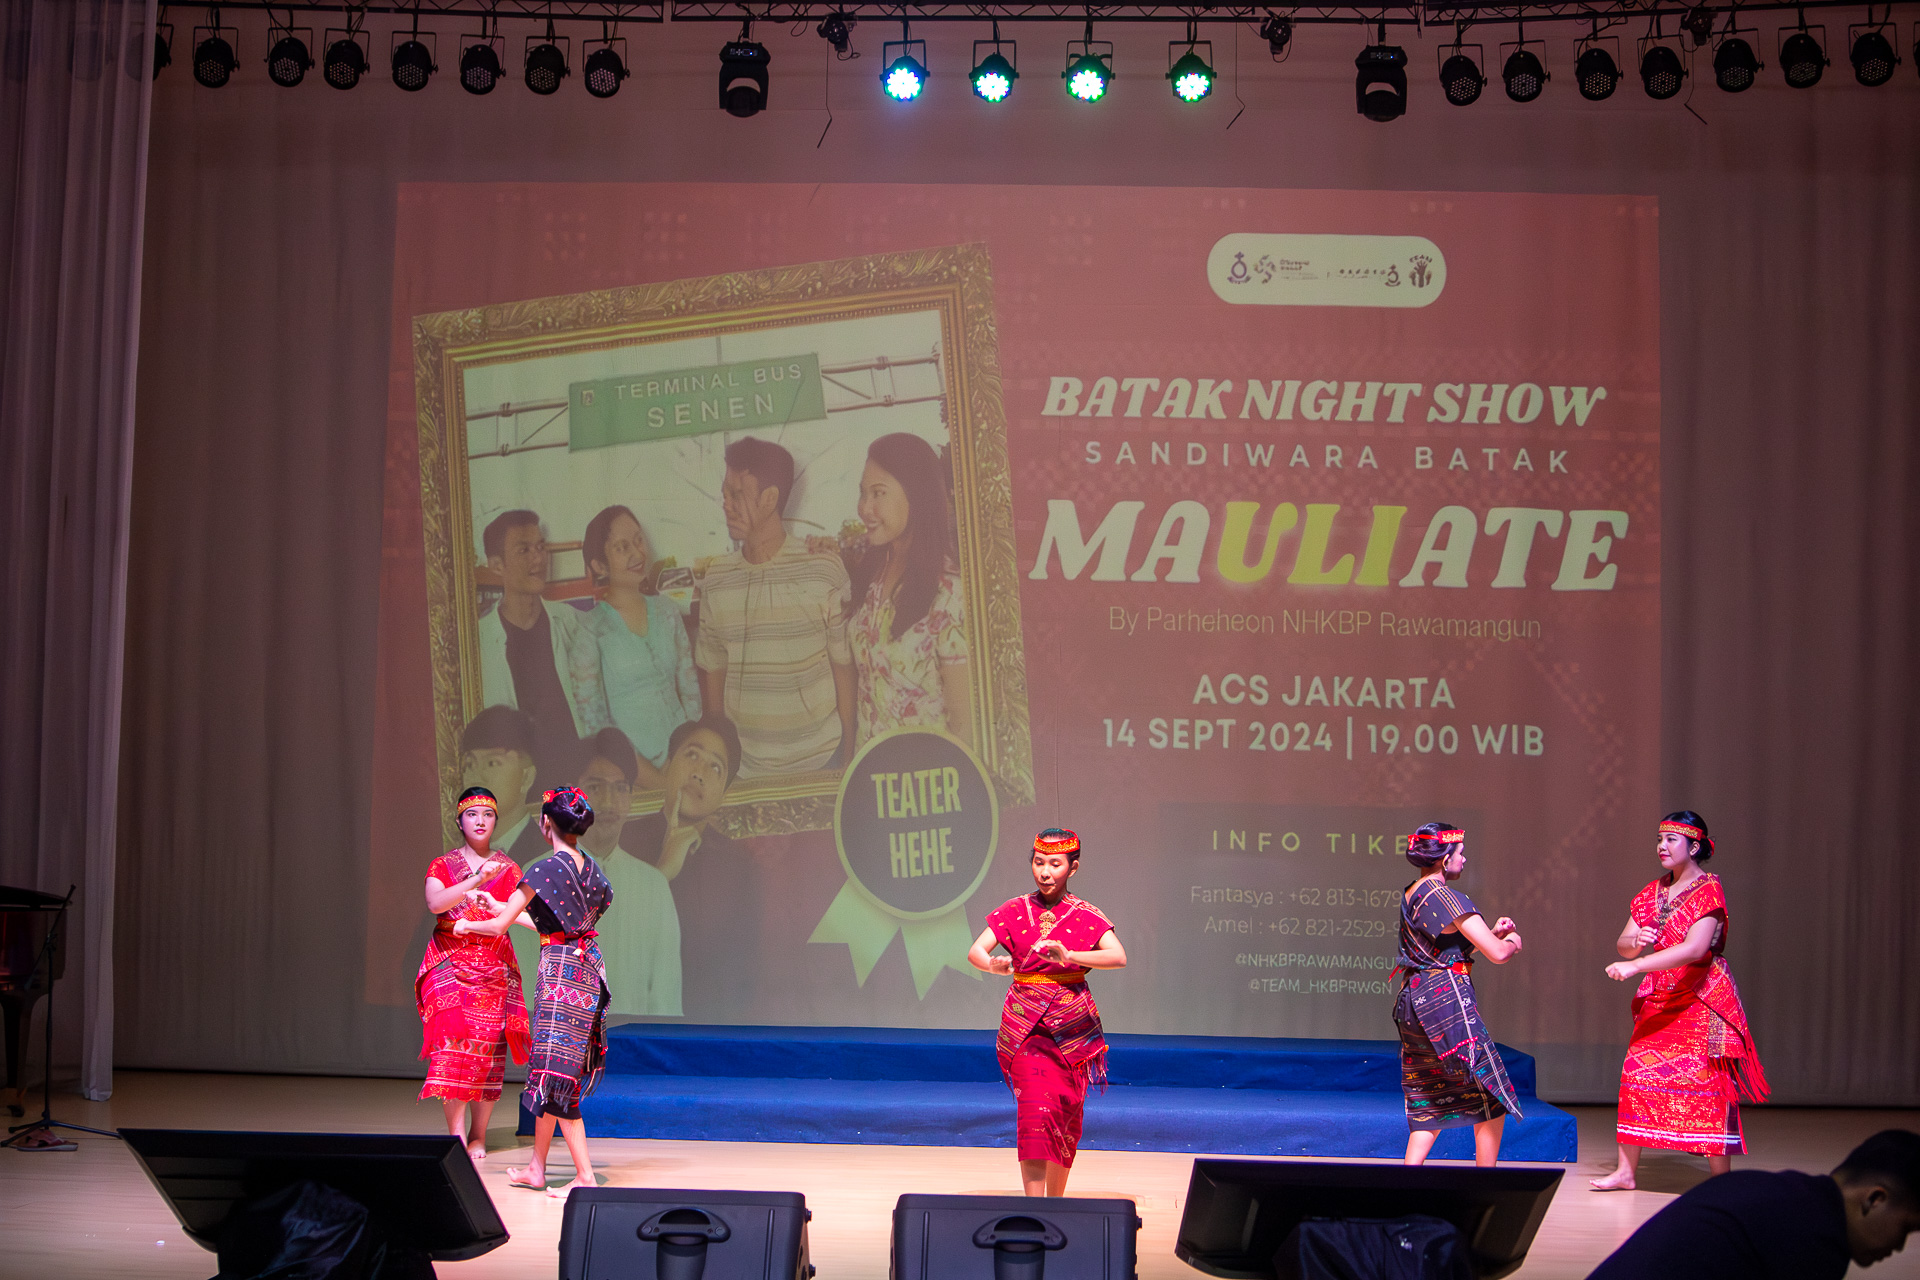 TERMINAL BUS
SENEN
BATAK NIGHT SHOW
SANDIWARA BATAK
MAULIATE
By Parheheon NHKBP Rawamangun
ACS JAKARTA
14 SEPT 2024 | 19.00 WIB
TEATER
HEHE
INFO TIKE
Fantasya : +62 813-1679
Amel : +62 821-2529-
@NHKBPRAWAMANGU
@TEAM_HKBPRWGN